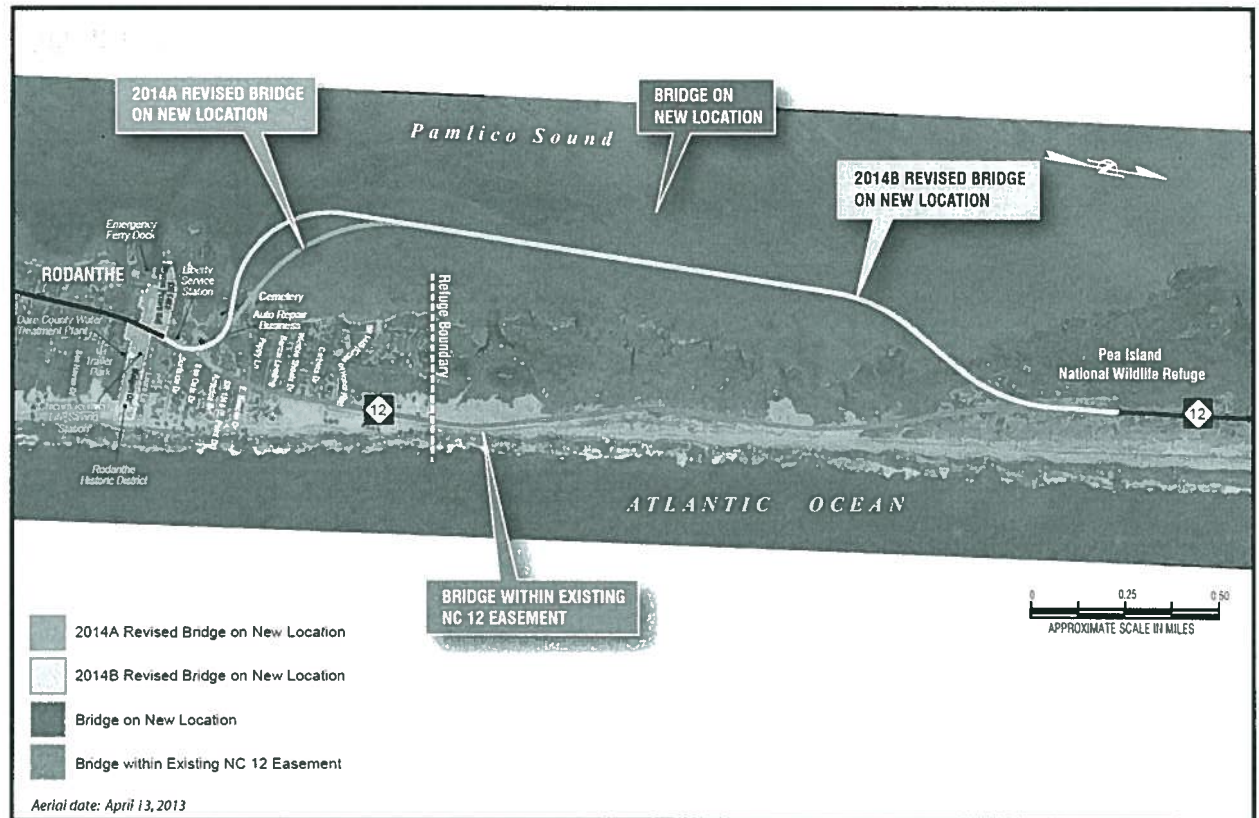 2014A REVISED BRIDGE
ON NEW LOCATION
BRIDGE ON
NEW LOCATION
Pamlico Sound
2014B REVISED BRIDGE
ON NEW LOCATION
Emergency
Ferry Dock
RODANTHE
Liberty
Service
Station
Cemetery
Auto Repair
Business
Dare County Water
Treatment Plant
Trailer
Park
Refuge Boundary
Pea Island
National Wildlife Refuge
12
12
Rodanthe
Historic District
ATLANTIC OCEAN
BRIDGE WITHIN EXISTING
NC 12 EASEMENT
0 0.25 0.50
APPROXIMATE SCALE IN MILES
2014A Revised Bridge on New Location
2014B Revised Bridge on New Location
Bridge on New Location
Bridge within Existing NC 12 Easement
Aerial date: April 13, 2013